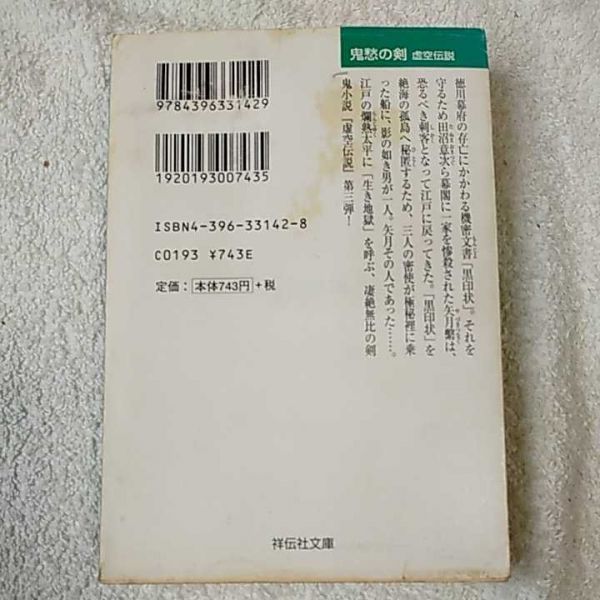 鬼愁の剣 虚空伝説
徳川幕府の存亡にかかわる機密文書『黒印状』。それを
守るため田沼意次ら幕閣に一家を惨殺された矢月繋は、
恐るべき刺客となって江戸に戻ってきた。『黒印状』を
絶海の孤島へ秘匿するため、三人の密使が極秘裡に乗
った船に、影の如き男が一人。矢月その人であった……。
江戸の爛熟太平に「生き地獄」を呼ぶ、凄絶無比の剣
鬼小説『虚空伝説』第三弾！
9784396331429
1920193007435
ISBN4-396-33142-8
C0193 ¥743E
定価：本体743円＋税
祥伝社文庫